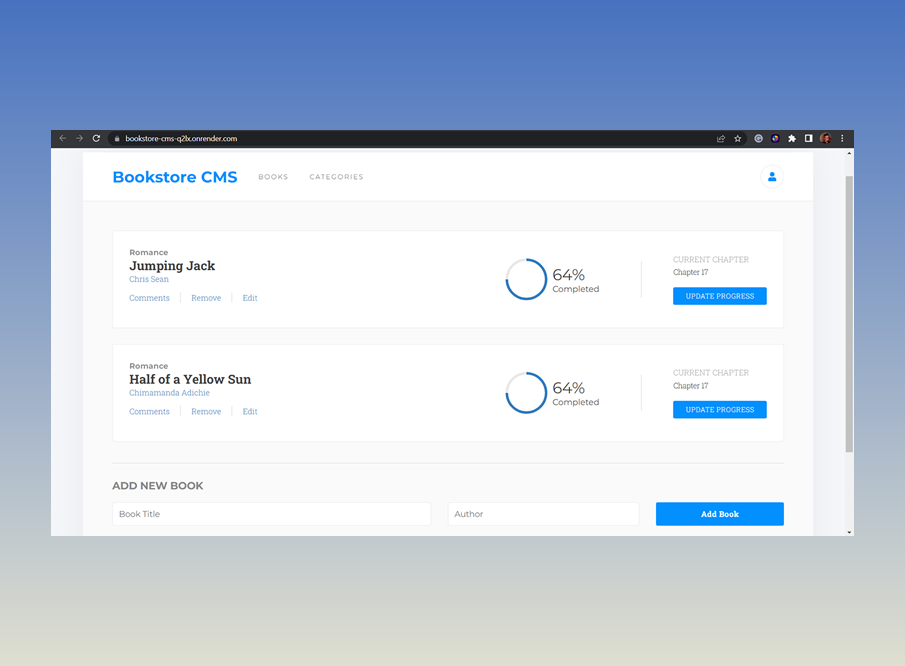 bookstore-cms-q2lx.onrender.com
Bookstore CMS BOOKS CATEGORIES
Romance
Jumping Jack
Chris Sean
Comments Remove Edit
64%
Completed
CURRENT CHAPTER
Chapter 17
UPDATE PROGRESS
Romance
Half of a Yellow Sun
Chimamanda Adichie
Comments Remove Edit
64%
Completed
CURRENT CHAPTER
Chapter 17
UPDATE PROGRESS
ADD NEW BOOK
Book Title Author Add Book